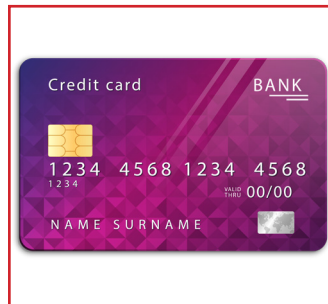 Credit card BANK
1234 4568 1234 4568
1234
VALID THRU 00/00
NAME SURNAME